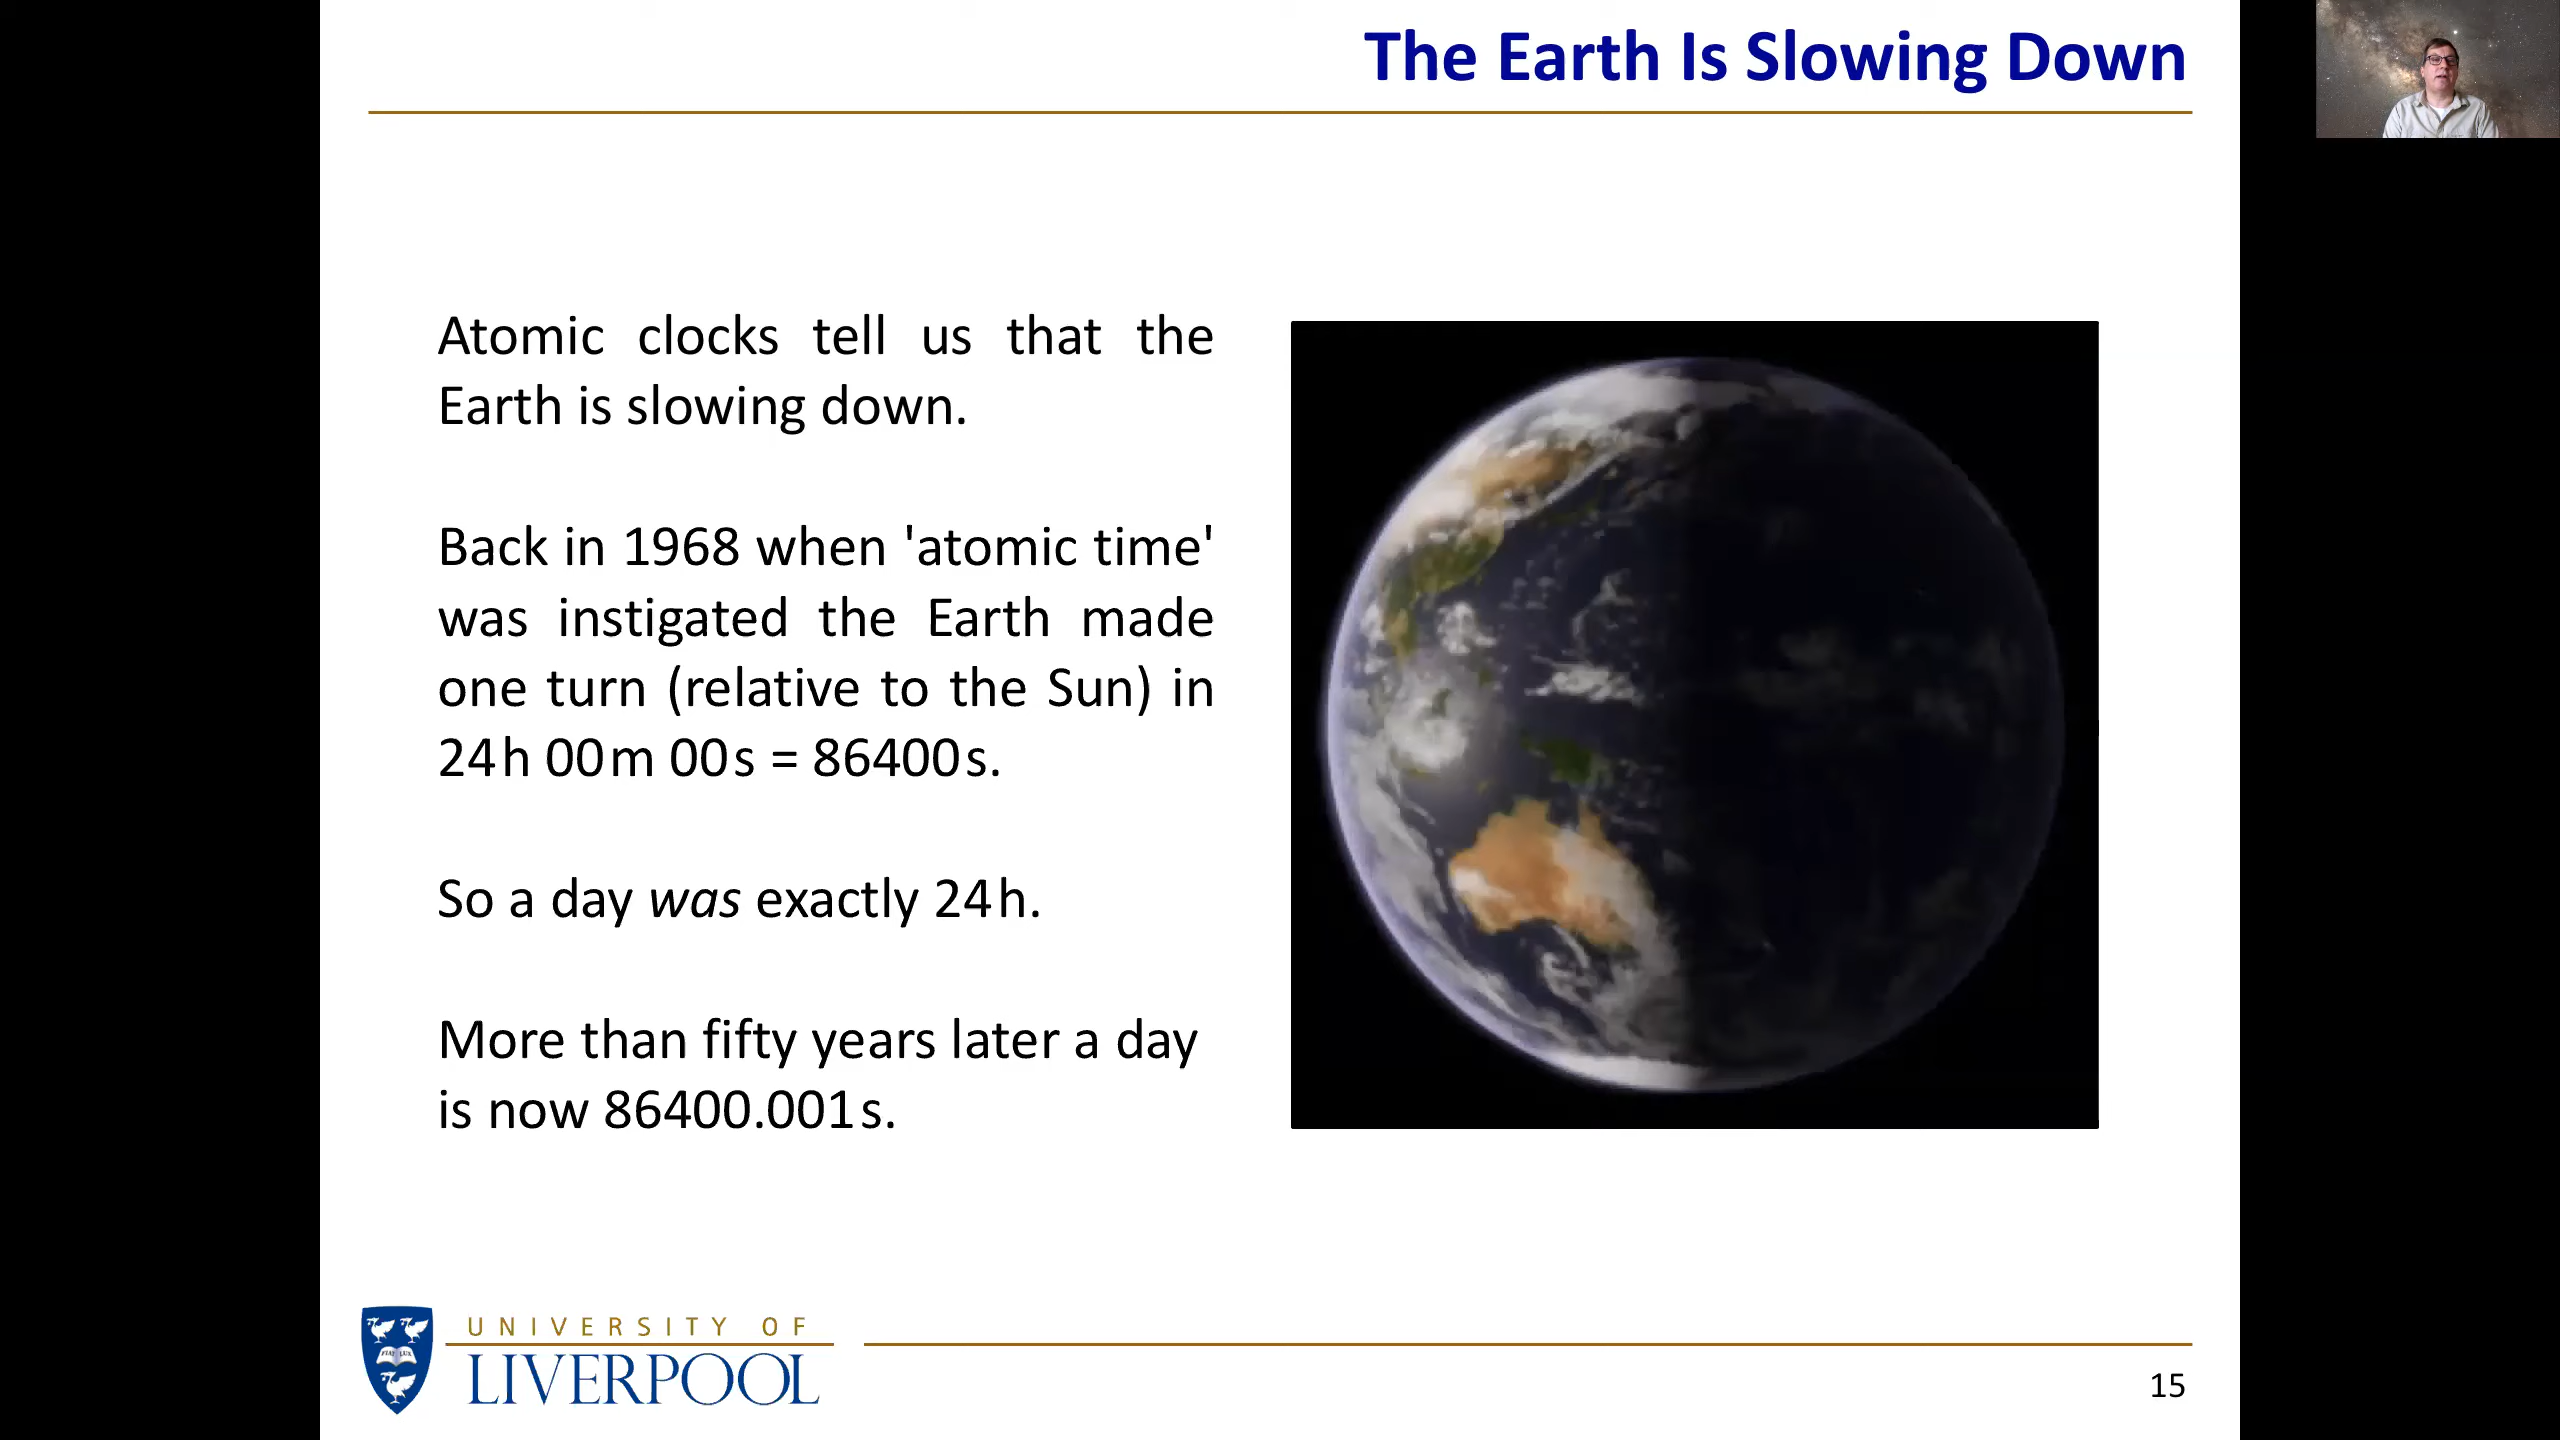 The Earth Is Slowing Down
Atomic clocks tell us that the
Earth is slowing down.
Back in 1968 when 'atomic time'
was instigated the Earth made
one turn (relative to the Sun) in
24h 00m 00s = 86400s.
So a day was exactly 24h.
More than fifty years later a day
is now 86400.001s.
FIAT LUX
UNIVERSITY OF
LIVERPOOL
15